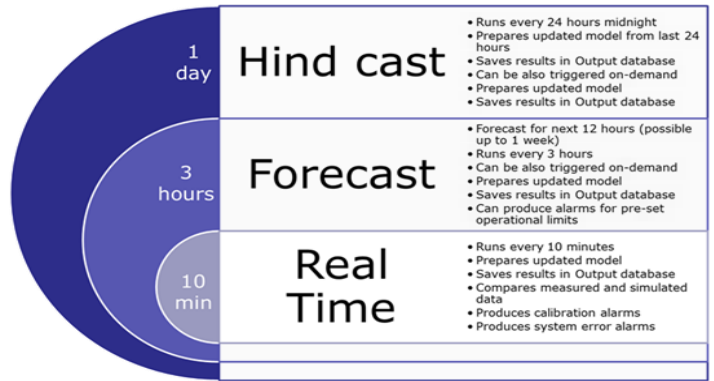 1
day
Hind cast
• Runs every 24 hours midnight
• Prepares updated model from last 24
hours
• Saves results in Output database
• Can be also triggered on-demand
• Prepares updated model
• Saves results in Output database
3
hours
Forecast
• Forecast for next 12 hours (possible
up to 1 week)
• Runs every 3 hours
• Can be also triggered on-demand
• Prepares updated model
• Saves results in Output database
• Can produce alarms for pre-set
operational limits
10
min
Real
Time
• Runs every 10 minutes
• Prepares updated model
• Saves results in Output database
• Compares measured and simulated
data
• Produces calibration alarms
• Produces system error alarms